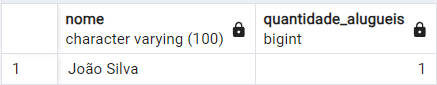 nome quantidade_alugueis
character varying (100) bigint
1 João Silva 1